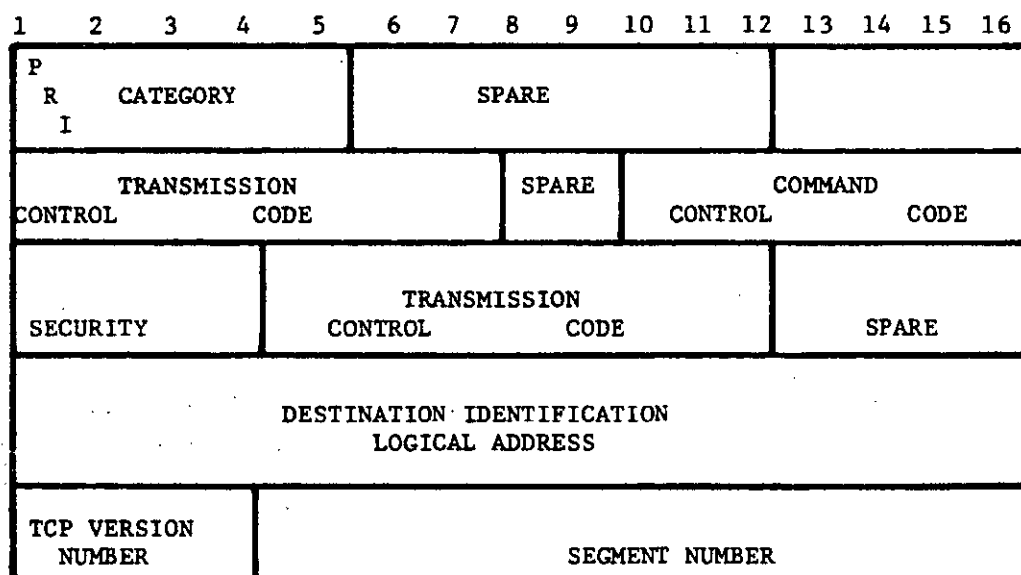 1 2 3 4 5 6 7 8 9 10 11 12 13 14 15 16
P
R CATEGORY SPARE
I
TRANSMISSION SPARE COMMAND
CONTROL CODE CONTROL CODE
TRANSMISSION
SECURITY CONTROL CODE SPARE
DESTINATION IDENTIFICATION
LOGICAL ADDRESS
TCP VERSION
NUMBER SEGMENT NUMBER